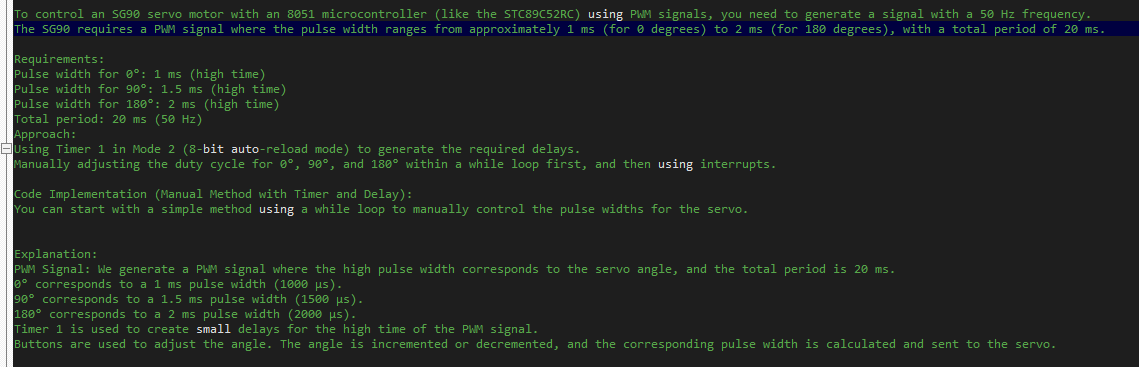 To control an SG90 servo motor with an 8051 microcontroller (like the STC89C52RC) using PWM signals, you need to generate a signal with a 50 Hz frequency.
The SG90 requires a PWM signal where the pulse width ranges from approximately 1 ms (for 0 degrees) to 2 ms (for 180 degrees), with a total period of 20 ms.
Requirements:
Pulse width for 0°: 1 ms (high time)
Pulse width for 90°: 1.5 ms (high time)
Pulse width for 180°: 2 ms (high time)
Total period: 20 ms (50 Hz)
Approach:
Using Timer 1 in Mode 2 (8-bit auto-reload mode) to generate the required delays.
Manually adjusting the duty cycle for 0°, 90°, and 180° within a while loop first, and then using interrupts.
Code Implementation (Manual Method with Timer and Delay):
You can start with a simple method using a while loop to manually control the pulse widths for the servo.
Explanation:
PWM Signal: We generate a PWM signal where the high pulse width corresponds to the servo angle, and the total period is 20 ms.
0° corresponds to a 1 ms pulse width (1000 µs).
90° corresponds to a 1.5 ms pulse width (1500 µs).
180° corresponds to a 2 ms pulse width (2000 µs).
Timer 1 is used to create small delays for the high time of the PWM signal.
Buttons are used to adjust the angle. The angle is incremented or decremented, and the corresponding pulse width is calculated and sent to the servo.